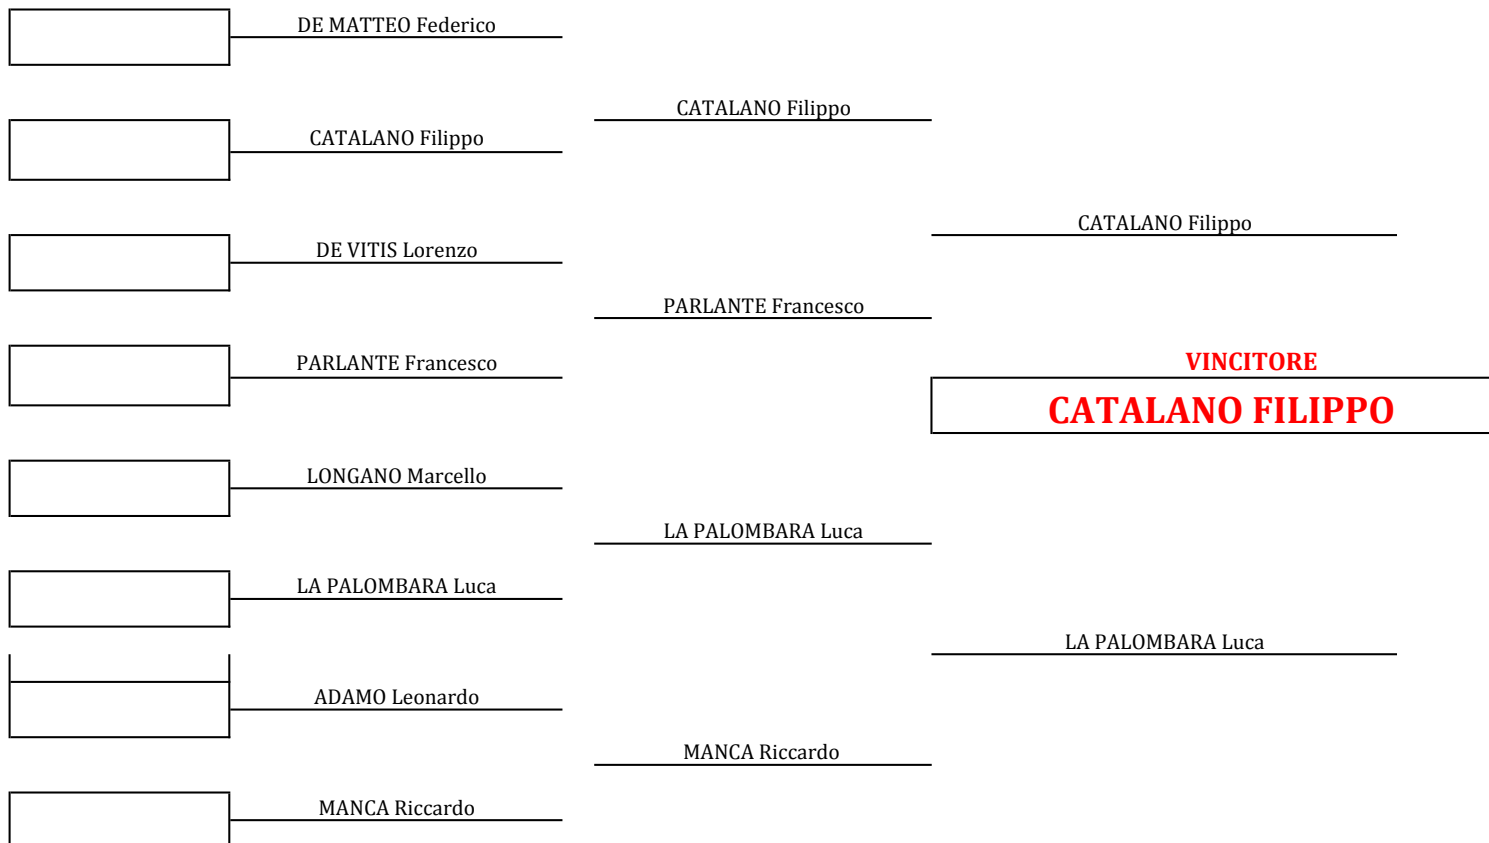 DE MATTEO Federico
CATALANO Filippo
CATALANO Filippo
CATALANO Filippo
DE VITIS Lorenzo
PARLANTE Francesco
PARLANTE Francesco
VINCITORE
CATALANO FILIPPO
LONGANO Marcello
LA PALOMBARA Luca
LA PALOMBARA Luca
LA PALOMBARA Luca
ADAMO Leonardo
MANCA Riccardo
MANCA Riccardo